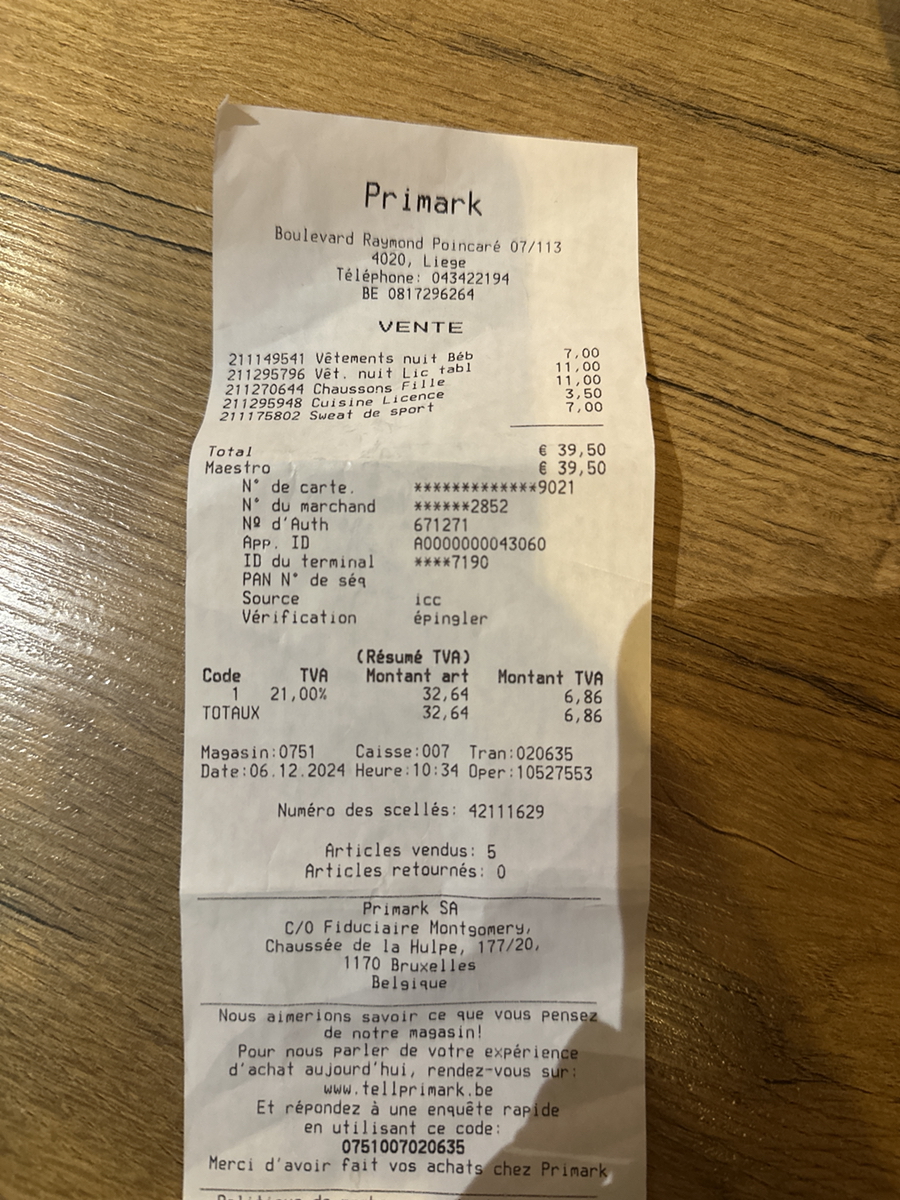 Primark
Boulevard Raymond Poincaré 07/113
4020, Liege
Téléphone: 043422194
BE 0817296264
VENTE
211149541 Vêtements nuit Béb 7,00
211295796 Vêt. nuit Lic tabl 11,00
211270644 Chaussons Fille 11,00
211295948 Cuisine Licence 3,50
211175802 Sweat de sport 7,00
Total € 39,50
Maestro € 39,50
N° de carte. *************9021
N° du marchand ******2852
Nº d'Auth 671271
App. ID A0000000043060
ID du terminal ****7190
PAN N° de séq
Source icc
Vérification épingler
(Résumé TVA)
Code TVA Montant art Montant TVA
1 21,00% 32,64 6,86
TOTAUX 32,64 6,86
Magasin:0751 Caisse:007 Tran:020635
Date:06.12.2024 Heure:10:34 Oper:10527553
Numéro des scellés: 42111629
Articles vendus: 5
Articles retournés: 0
Primark SA
C/O Fiduciaire Montgomery,
Chaussée de la Hulpe, 177/20,
1170 Bruxelles
Belgique
Nous aimerions savoir ce que vous pensez
de notre magasin!
Pour nous parler de votre expérience
d'achat aujourd'hui, rendez-vous sur:
www.tellprimark.be
Et répondez à une enquête rapide
en utilisant ce code:
0751007020635
Merci d'avoir fait vos achats chez Primark